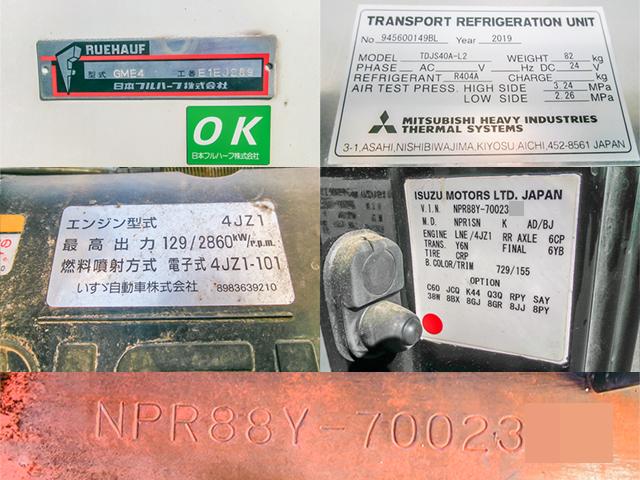 RUEHAUF
型式 GME4 工番 E1EJ289
日本フルハーフ株式会社
OK
日本フルハーフ株式会社
TRANSPORT REFRIGERATION UNIT
No. 945600149BL Year 2019
MODEL TDJS40A-L2 WEIGHT 82 kg
PHASE AC V Hz DC 24 V
REFRIGERANT R404A CHARGE kg
AIR TEST PRESS. HIGH SIDE 3.24 MPa
LOW SIDE 2.26 MPa
MITSUBISHI HEAVY INDUSTRIES
THERMAL SYSTEMS
3-1, ASAHI, NISHIBIWAJIMA, KIYOSU, AICHI, 452-8561 JAPAN
エンジン型式 4JZ1
最高出力 129/2860kW/r.p.m.
燃料噴射方式 電子式 4JZ1-101
いすゞ自動車株式会社 8983639210
ISUZU MOTORS LTD. JAPAN
V.I.N. NPR88Y-70023
M.D. NPR1SN K AD/BJ
ENGINE LNE/4JZ1 RR AXLE 6CP
TRANS. Y6N FINAL 6YB
TIRE CRP
B.COLOR/TRIM 729/155
OPTION
C60 JCQ K44 Q3Q RPY SAY
38W 8BX 8GJ 8GR 8JJ 8PY
NPR88Y-70023